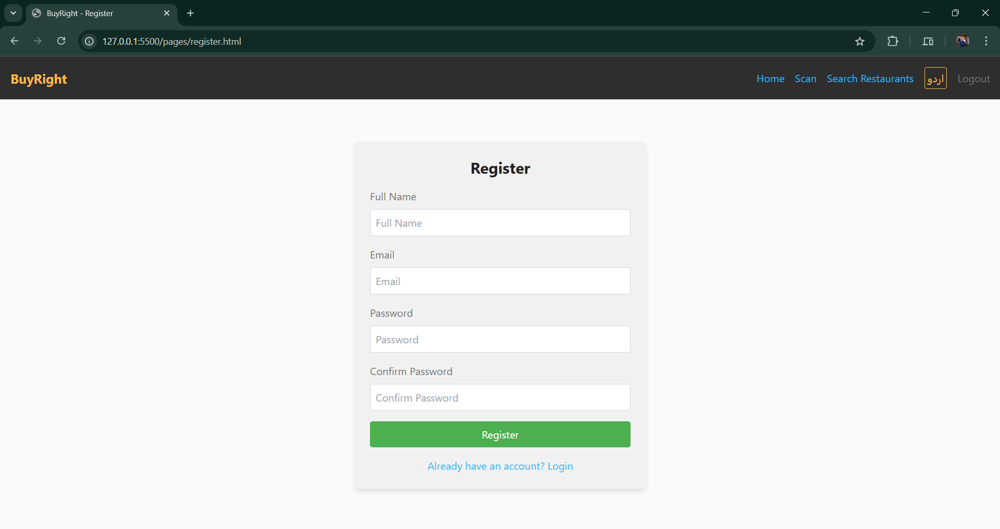 BuyRight - Register
127.0.0.1:5500/pages/register.html
BuyRight
Home Scan Search Restaurants اردو Logout
Register
Full Name
Full Name
Email
Email
Password
Password
Confirm Password
Confirm Password
Register
Already have an account? Login